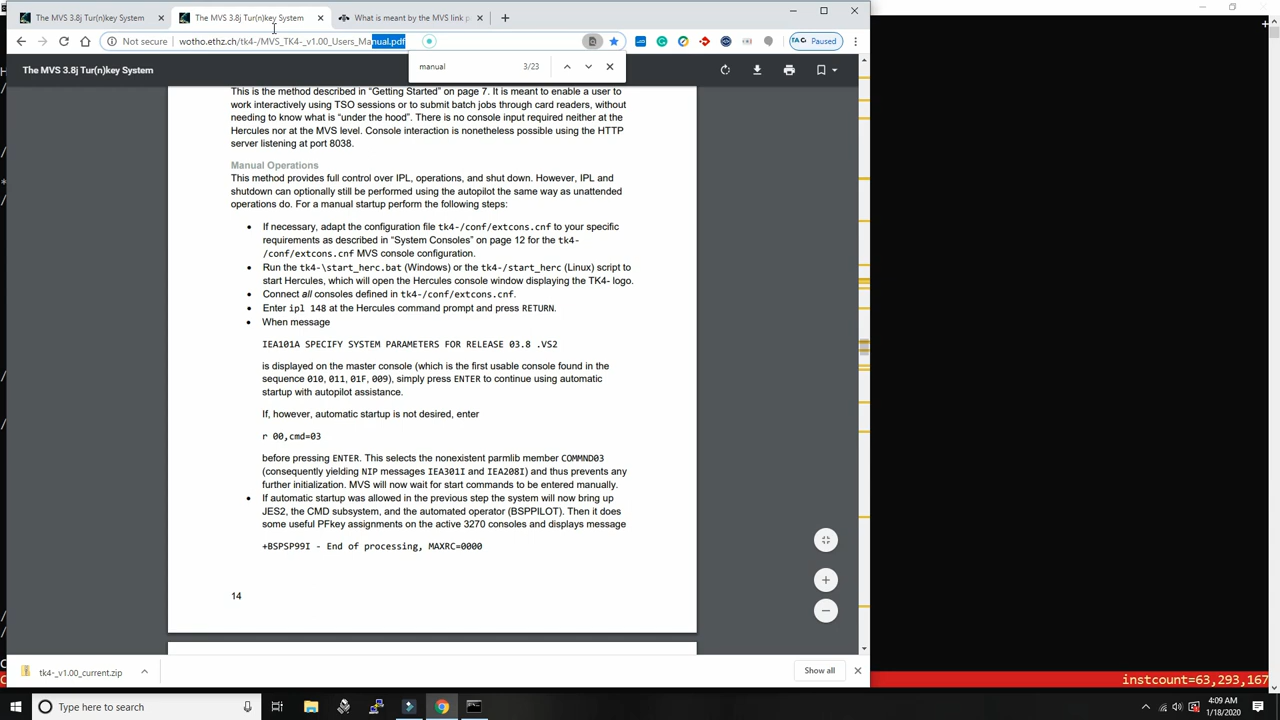 The MVS 3.8j Tur(n)key System
The MVS 3.8j Tur(n)key System
What is meant by the MVS link p
Not secure
wotho.ethz.ch/tk4-/MVS_TK4-_v1.00_Users_Manual.pdf
Paused
manual
3/23
The MVS 3.8j Tur(n)key System
This is the method described in “Getting Started” on page 7. It is meant to enable a user to
work interactively using TSO sessions or to submit batch jobs through card readers, without
needing to know what is “under the hood”. There is no console input required neither at the
Hercules nor at the MVS level. Console interaction is nonetheless possible using the HTTP
server listening at port 8038.
Manual Operations
This method provides full control over IPL, operations, and shut down. However, IPL and
shutdown can optionally still be performed using the autopilot the same way as unattended
operations do. For a manual startup perform the following steps:
• If necessary, adapt the configuration file tk4-/conf/extcons.cnf to your specific
requirements as described in “System Consoles” on page 12 for the tk4-
/conf/extcons.cnf MVS console configuration.
• Run the tk4-\start_herc.bat (Windows) or the tk4-/start_herc (Linux) script to
start Hercules, which will open the Hercules console window displaying the TK4- logo.
• Connect all consoles defined in tk4-/conf/extcons.cnf.
• Enter ipl 148 at the Hercules command prompt and press RETURN.
• When message
IEA101A SPECIFY SYSTEM PARAMETERS FOR RELEASE 03.8 .VS2
is displayed on the master console (which is the first usable console found in the
sequence 010, 011, 01F, 009), simply press ENTER to continue using automatic
startup with autopilot assistance.
If, however, automatic startup is not desired, enter
r 00,cmd=03
before pressing ENTER. This selects the nonexistent parmlib member COMMND03
(consequently yielding NIP messages IEA301I and IEA208I) and thus prevents any
further initialization. MVS will now wait for start commands to be entered manually.
• If automatic startup was allowed in the previous step the system will now bring up
JES2, the CMD subsystem, and the automated operator (BSPPILOT). Then it does
some useful PFkey assignments on the active 3270 consoles and displays message
+BSPSP99I - End of processing, MAXRC=0000
14
tk4-_v1.00_current.zip
Show all
instcount=63,293,167
Type here to search
4:09 AM
1/18/2020